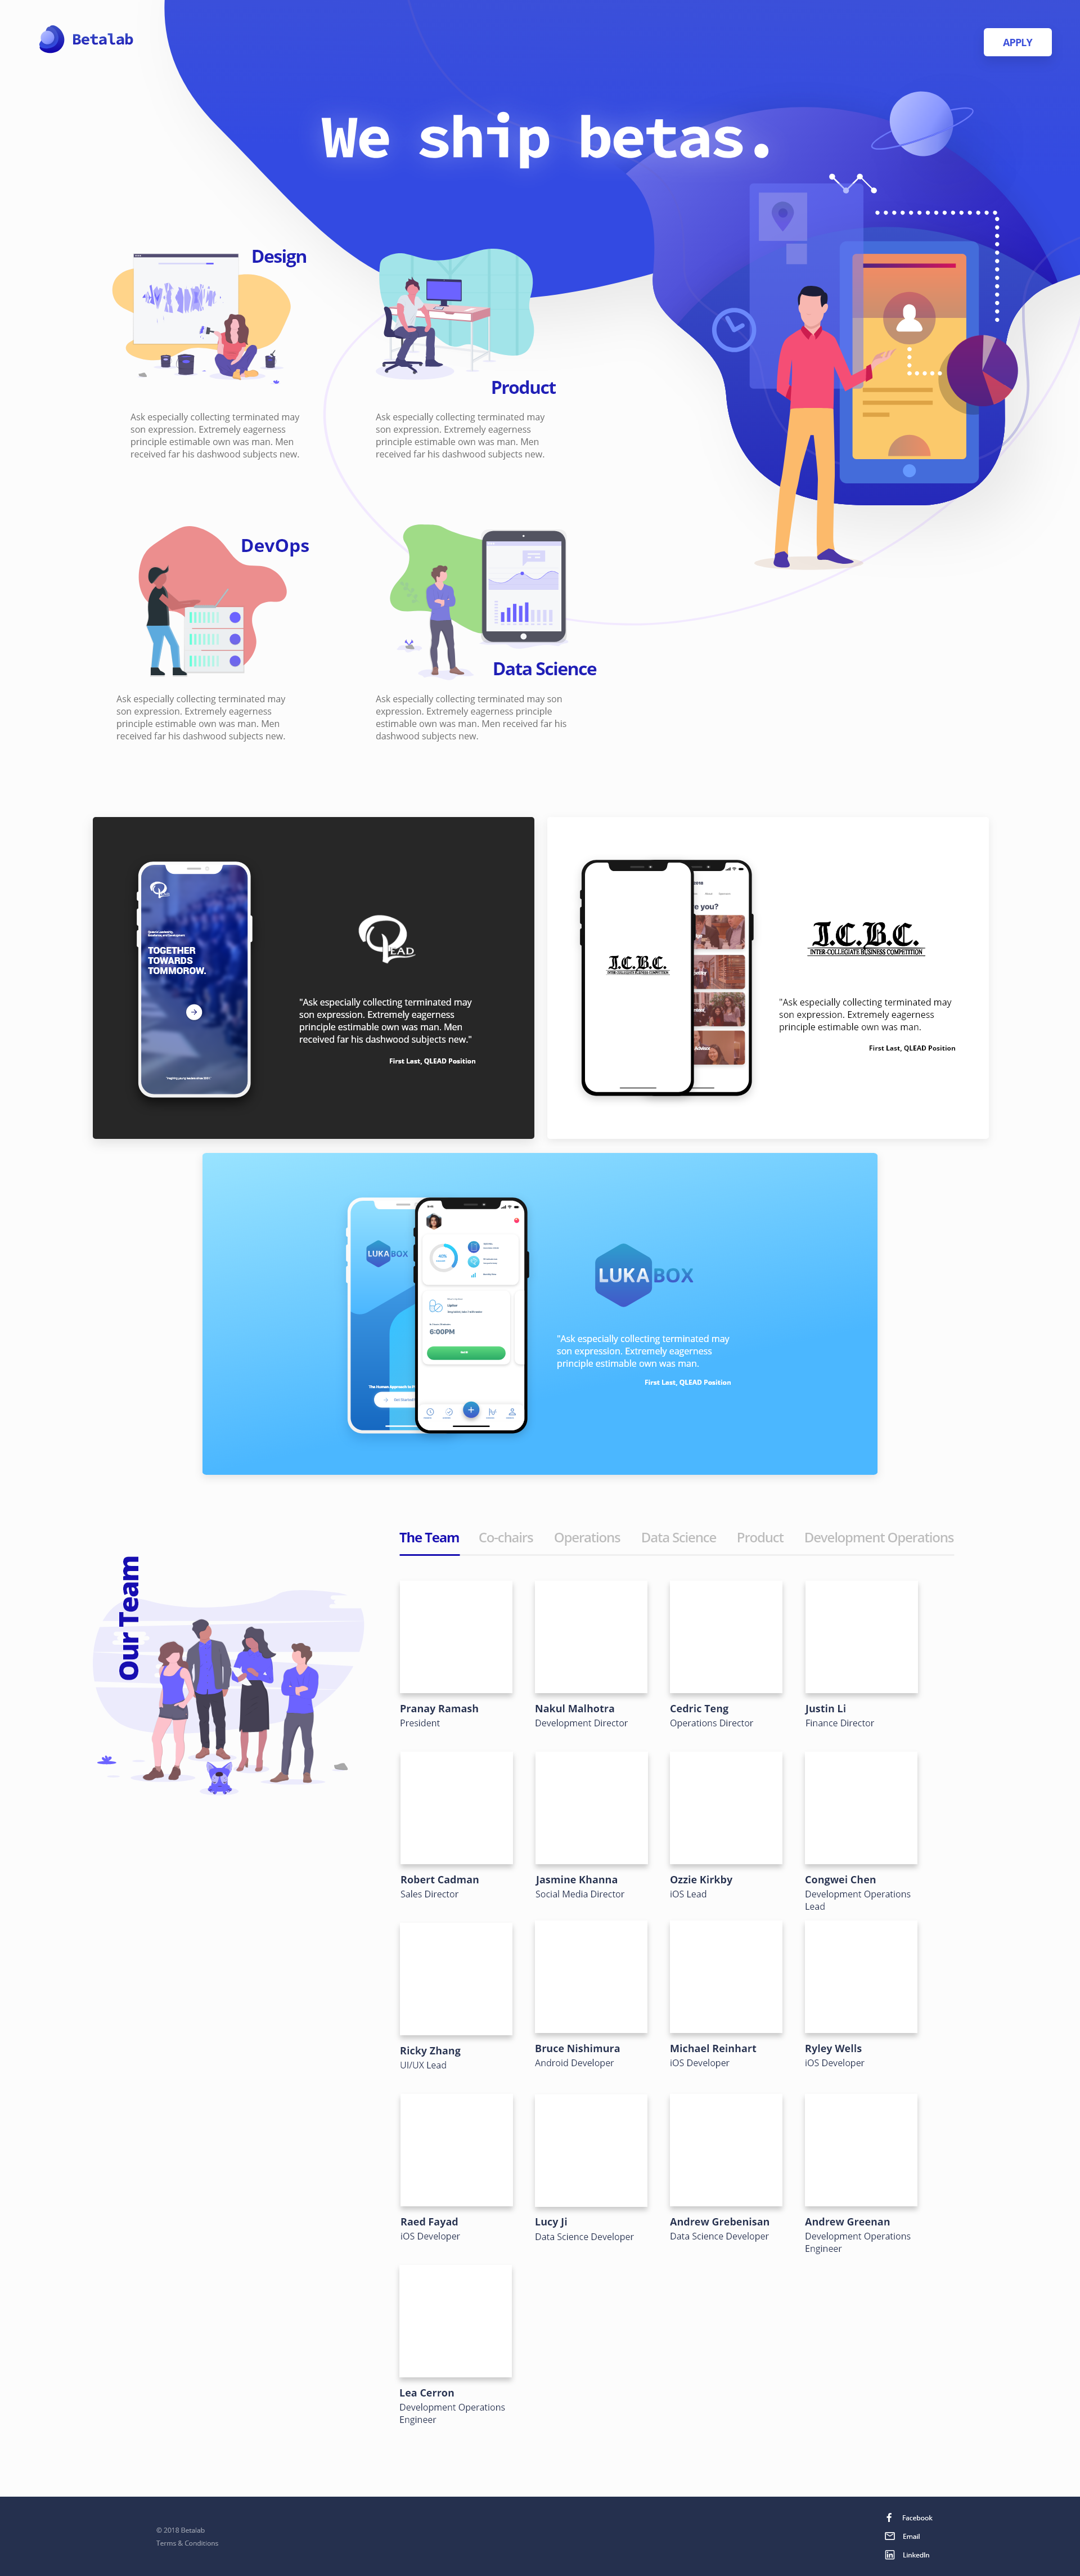 Betalab
APPLY
We ship betas.
Design
Ask especially collecting terminated may
son expression. Extremely eagerness
principle estimable own was man. Men
received far his dashwood subjects new.
Product
Ask especially collecting terminated may
son expression. Extremely eagerness
principle estimable own was man. Men
received far his dashwood subjects new.
DevOps
Ask especially collecting terminated may
son expression. Extremely eagerness
principle estimable own was man. Men
received far his dashwood subjects new.
Data Science
Ask especially collecting terminated may son
expression. Extremely eagerness principle
estimable own was man. Men received far his
dashwood subjects new.
TOGETHER
TOWARDS
TOMMOROW.
QLEAD
"Ask especially collecting terminated may
son expression. Extremely eagerness
principle estimable own was man. Men
received far his dashwood subjects new."
First Last, QLEAD Position
I.C.B.C.
INTER-COLLEGIATE BUSINESS COMPETITION
e you?
I.C.B.C.
INTER-COLLEGIATE BUSINESS COMPETITION
"Ask especially collecting terminated may
son expression. Extremely eagerness
principle estimable own was man.
First Last, QLEAD Position
LUKABOX
6:00PM
LUKABOX
"Ask especially collecting terminated may
son expression. Extremely eagerness
principle estimable own was man.
First Last, QLEAD Position
Our Team
The Team Co-chairs Operations Data Science Product Development Operations
Pranay Ramash
President
Nakul Malhotra
Development Director
Cedric Teng
Operations Director
Justin Li
Finance Director
Robert Cadman
Sales Director
Jasmine Khanna
Social Media Director
Ozzie Kirkby
iOS Lead
Congwei Chen
Development Operations
Lead
Ricky Zhang
UI/UX Lead
Bruce Nishimura
Android Developer
Michael Reinhart
iOS Developer
Ryley Wells
iOS Developer
Raed Fayad
iOS Developer
Lucy Ji
Data Science Developer
Andrew Grebenisan
Data Science Developer
Andrew Greenan
Development Operations
Engineer
Lea Cerron
Development Operations
Engineer
© 2018 Betalab
Terms & Conditions
Facebook
Email
LinkedIn